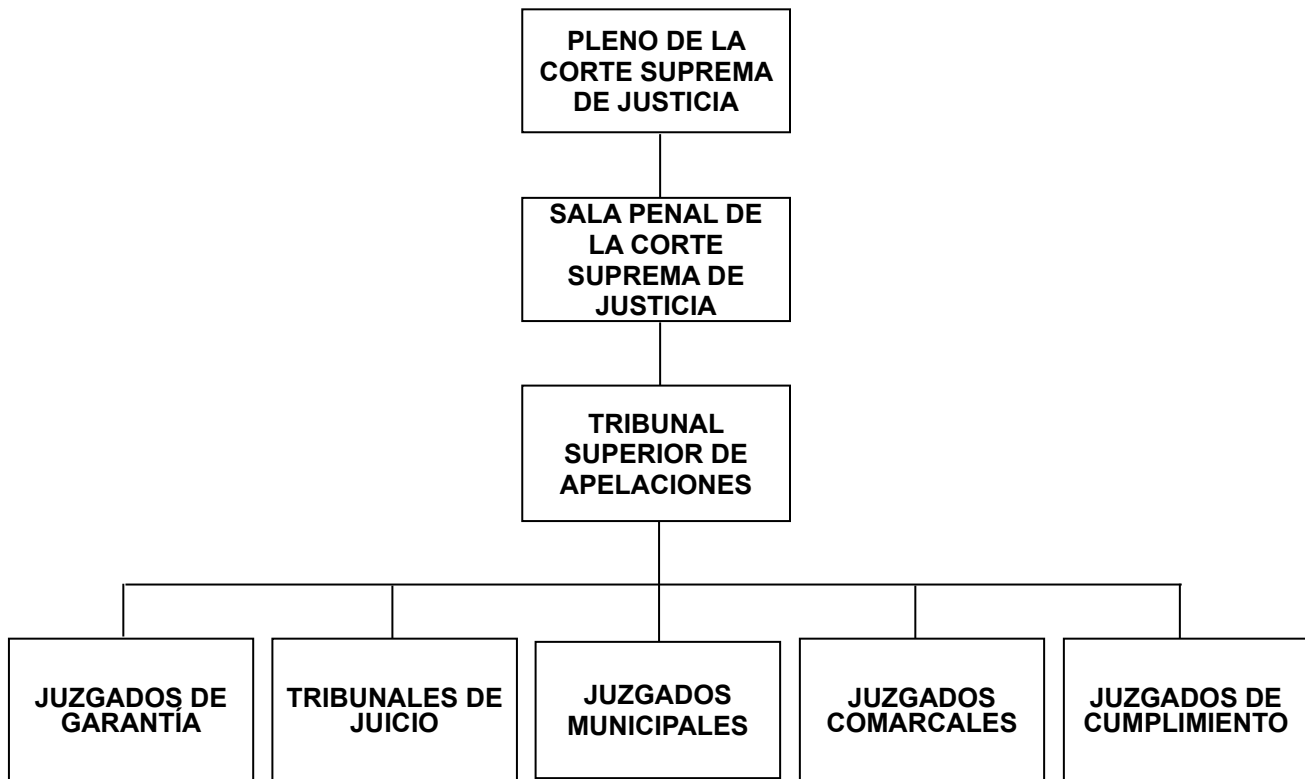 PLENO DE LA
CORTE SUPREMA
DE JUSTICIA
SALA PENAL DE
LA CORTE
SUPREMA DE
JUSTICIA
TRIBUNAL
SUPERIOR DE
APELACIONES
JUZGADOS DE
GARANTÍA
TRIBUNALES DE
JUICIO
JUZGADOS
MUNICIPALES
JUZGADOS
COMARCALES
JUZGADOS DE
CUMPLIMIENTO